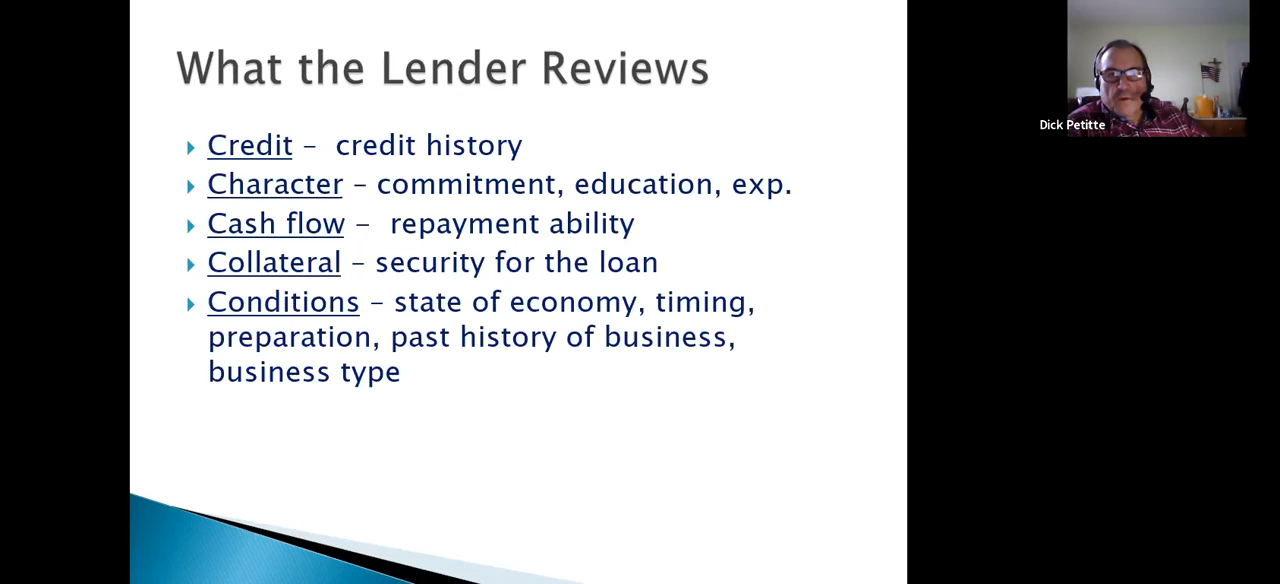 What the Lender Reviews
Credit – credit history
Character – commitment, education, exp.
Cash flow – repayment ability
Collateral – security for the loan
Conditions – state of economy, timing,
preparation, past history of business,
business type
Dick Petitte